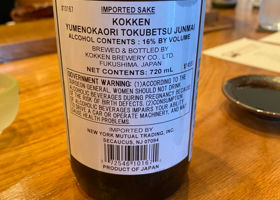 IMPORTED SAKE
KOKKEN
YUMENOKAORI TOKUBETSU JUNMAI
ALCOHOL CONTENTS : 16% BY VOLUME
BREWED & BOTTLED BY
KOKKEN BREWERY CO., LTD.
FUKUSHIMA, JAPAN
NET CONTENTS: 720 mL
GOVERNMENT WARNING: (1)ACCORDING TO THE
SURGEON GENERAL, WOMEN SHOULD NOT DRINK
ALCOHOLIC BEVERAGES DURING PREGNANCY BECAUSE
OF THE RISK OF BIRTH DEFECTS. (2)CONSUMPTION
OF ALCOHOLIC BEVERAGES IMPAIRS YOUR ABILITY
TO DRIVE A CAR OR OPERATE MACHINERY, AND MAY
CAUSE HEALTH PROBLEMS.
IMPORTED BY
NEW YORK MUTUAL TRADING, INC.
SECAUCUS, NJ 07094
PRODUCT OF JAPAN